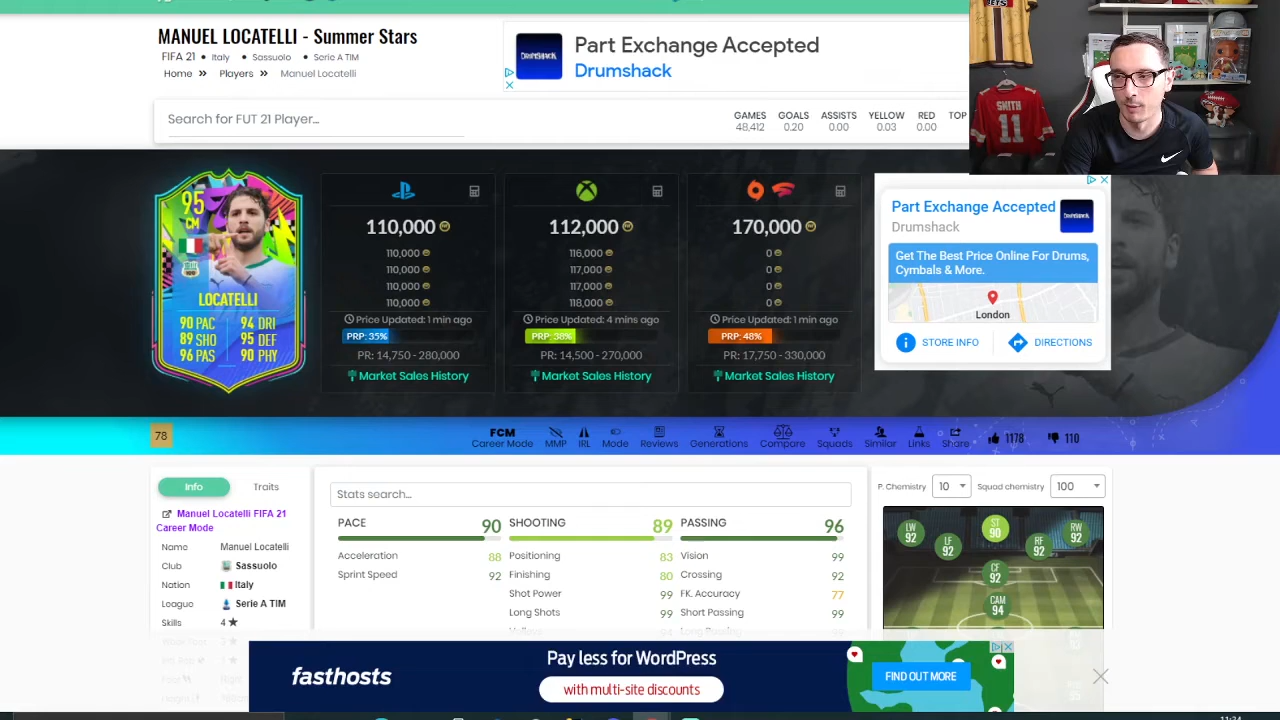 MANUEL LOCATELLI - Summer Stars
FIFA 21 • Italy • Sassuolo • Serie A TIM
Home » Players » Manuel Locatelli
Part Exchange Accepted
Drumshack
DRUMSHACK
Search for FUT 21 Player...
GAMES GOALS ASSISTS YELLOW RED TOP
48,412 0.20 0.00 0.03 0.00
SMITH
11
95
CM
LOCATELLI
90 PAC 94 DRI
89 SHO 95 DEF
96 PAS 90 PHY
110,000
110,000
110,000
110,000
110,000
Price Updated: 1 min ago
PRP: 35%
PR: 14,750 - 280,000
Market Sales History
112,000
116,000
117,000
117,000
118,000
Price Updated: 4 mins ago
PRP: 38%
PR: 14,500 - 270,000
Market Sales History
170,000
0
0
0
0
Price Updated: 1 min ago
PRP: 48%
PR: 17,750 - 330,000
Market Sales History
Part Exchange Accepted
Drumshack
Get The Best Price Online For Drums,
Cymbals & More.
London
STORE INFO DIRECTIONS
78
FCM
Career Mode MMP IRL Mode Reviews Generations Compare Squads Similar Links Share 1178 110
Info Traits
Manuel Locatelli FIFA 21
Career Mode
Name Manuel Locatelli
Club Sassuolo
Nation Italy
League Serie A TIM
Skills 4 ★
Stats search...
PACE 90
Acceleration 88
Sprint Speed 92
SHOOTING 89
Positioning 83
Finishing 80
Shot Power 99
Long Shots 99
PASSING 96
Vision 99
Crossing 92
FK. Accuracy 77
Short Passing 99
P. Chemistry 10 Squad chemistry 100
LW
92
LF
92
ST
90
RF
92
RW
92
CF
92
CAM
94
fasthosts
Pay less for WordPress
with multi-site discounts
FIND OUT MORE